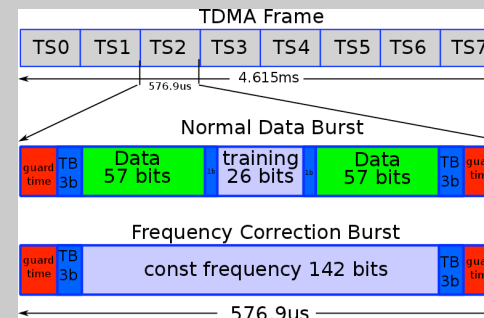 TDMA Frame
TS0 TS1 TS2 TS3 TS4 TS5 TS6 TS7
4.615ms
576.9us
Normal Data Burst
guard time TB 3b Data 57 bits 1b training 26 bits 1b Data 57 bits TB 3b
Frequency Correction Burst
guard time TB 3b const frequency 142 bits TB 3b
576.9us